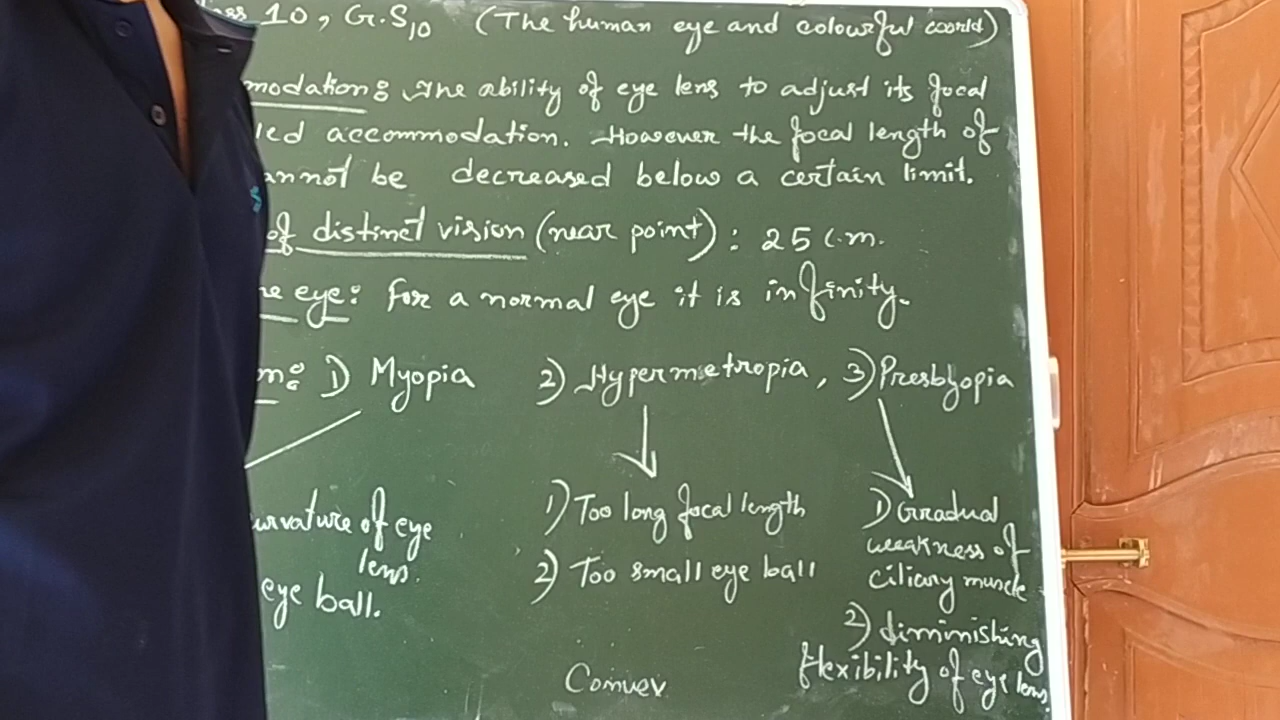 ss 10, G.S10 (The human eye and colourful world)
modation: The ability of eye lens to adjust its focal
led accommodation. However the focal length of
annot be decreased below a certain limit.
of distinct vision (near point): 25 c.m.
he eye: for a normal eye it is infinity.
m: 1) Myopia 2) Hypermetropia, 3) Presbyopia
urvature of eye lens.
eye ball.
1) Too long focal length
2) Too small eye ball
Convex
1) Gradual
weakness of
ciliary muscle
2) diminishing
flexibility of eye lens